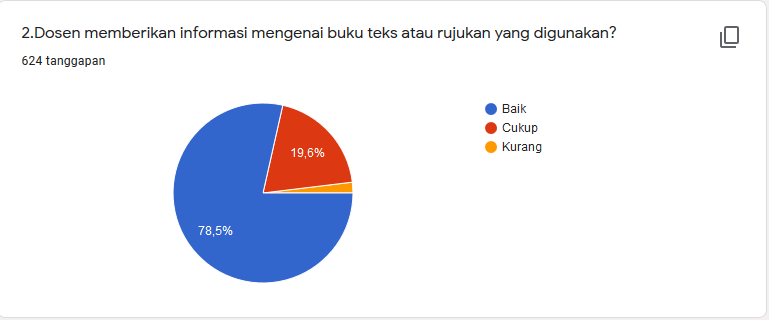 2.Dosen memberikan informasi mengenai buku teks atau rujukan yang digunakan?
624 tanggapan
Baik
Cukup
Kurang
19,6%
78,5%